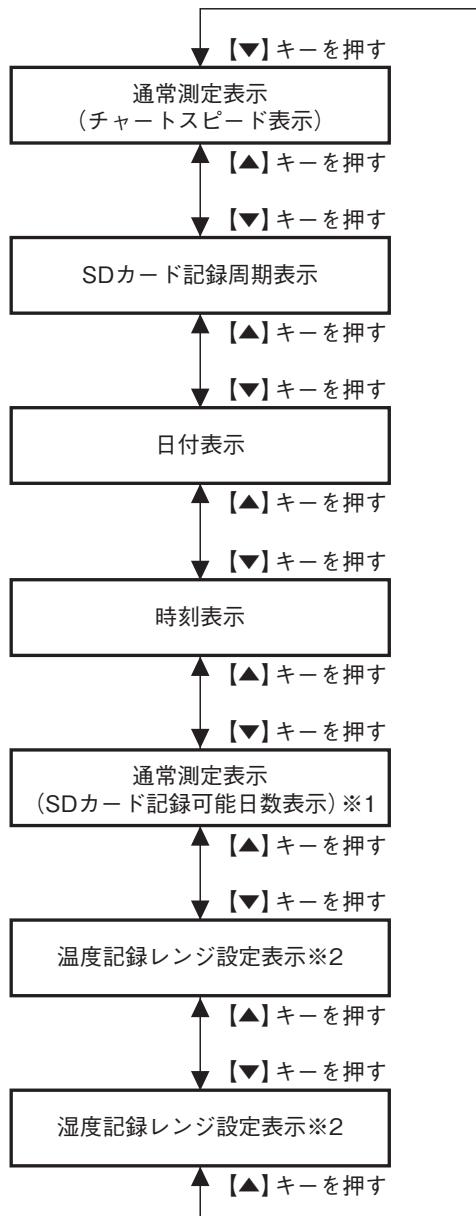 【▼】キーを押す
通常測定表示
（チャートスピード表示）
【▲】キーを押す
【▼】キーを押す
SDカード記録周期表示
【▲】キーを押す
【▼】キーを押す
日付表示
【▲】キーを押す
【▼】キーを押す
時刻表示
【▲】キーを押す
【▼】キーを押す
通常測定表示
（SDカード記録可能日数表示）※1
【▲】キーを押す
【▼】キーを押す
温度記録レンジ設定表示※2
【▲】キーを押す
【▼】キーを押す
湿度記録レンジ設定表示※2
【▲】キーを押す